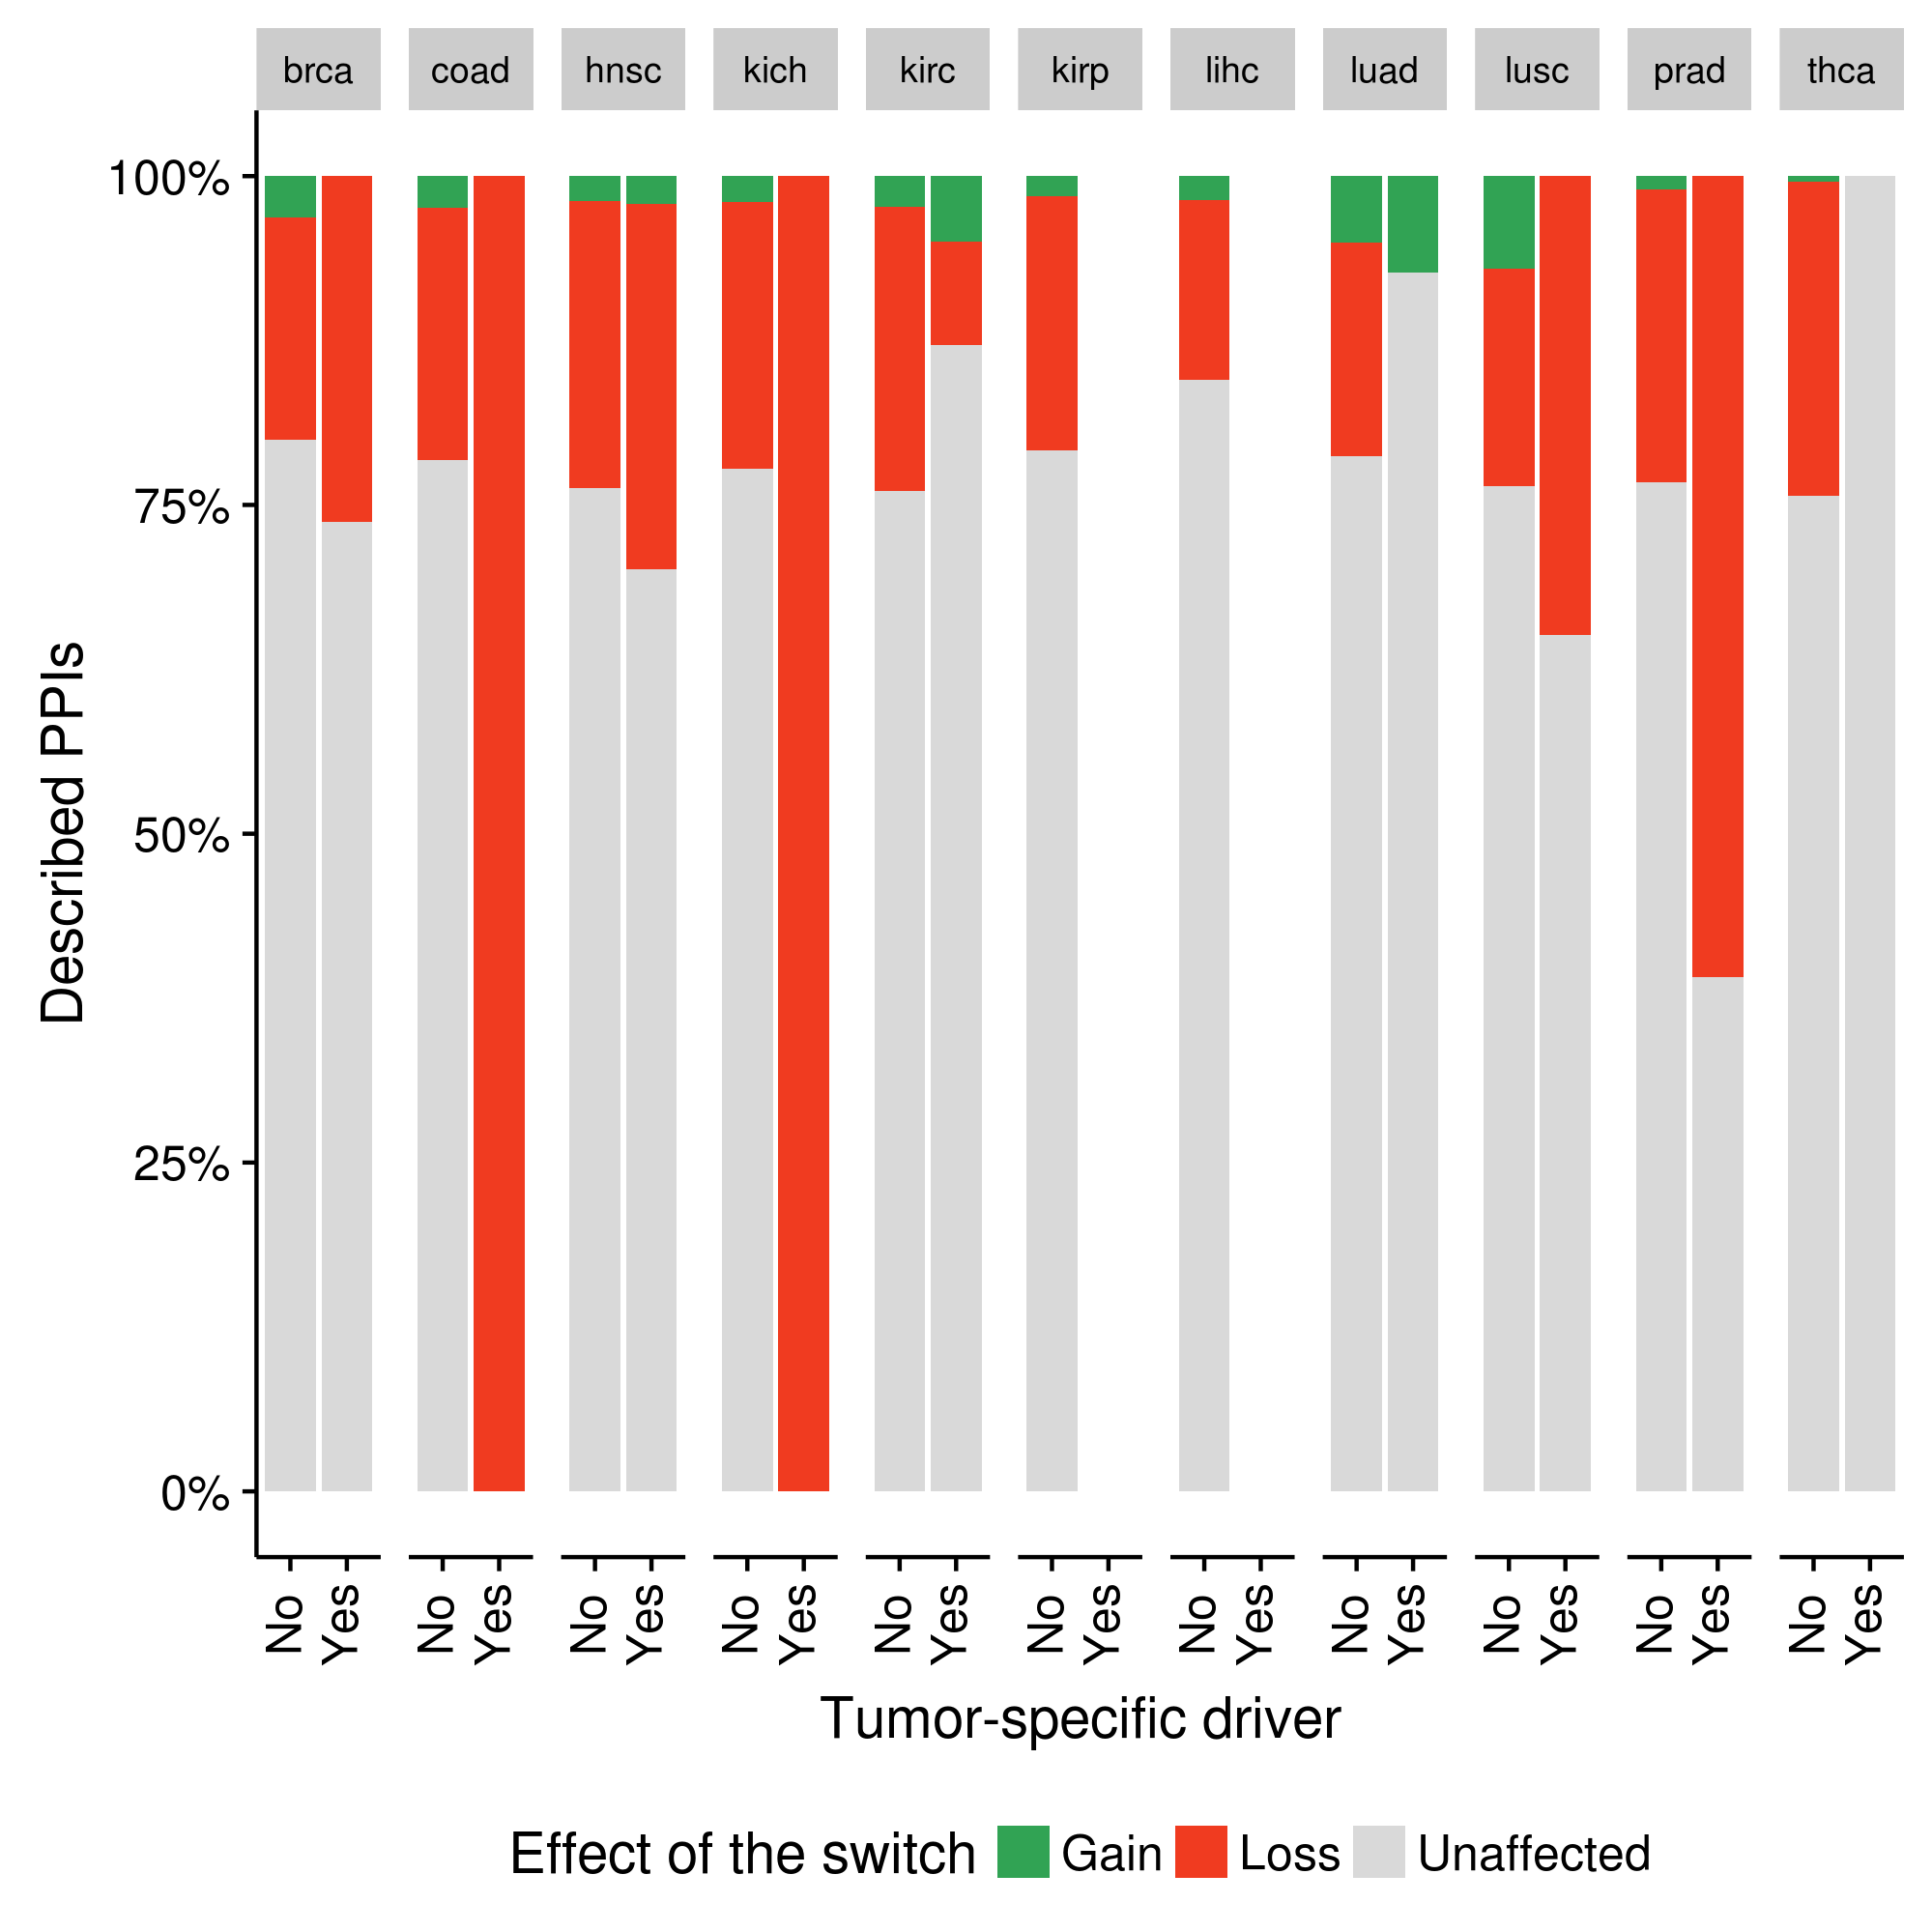 brca coad hnsc kich kirc kirp lihc luad lusc prad thca
100%
75%
50%
25%
0%
Described PPIs
No Yes No Yes No Yes No Yes No Yes No Yes No Yes No Yes No Yes No Yes No Yes
Tumor-specific driver
Effect of the switch Gain Loss Unaffected